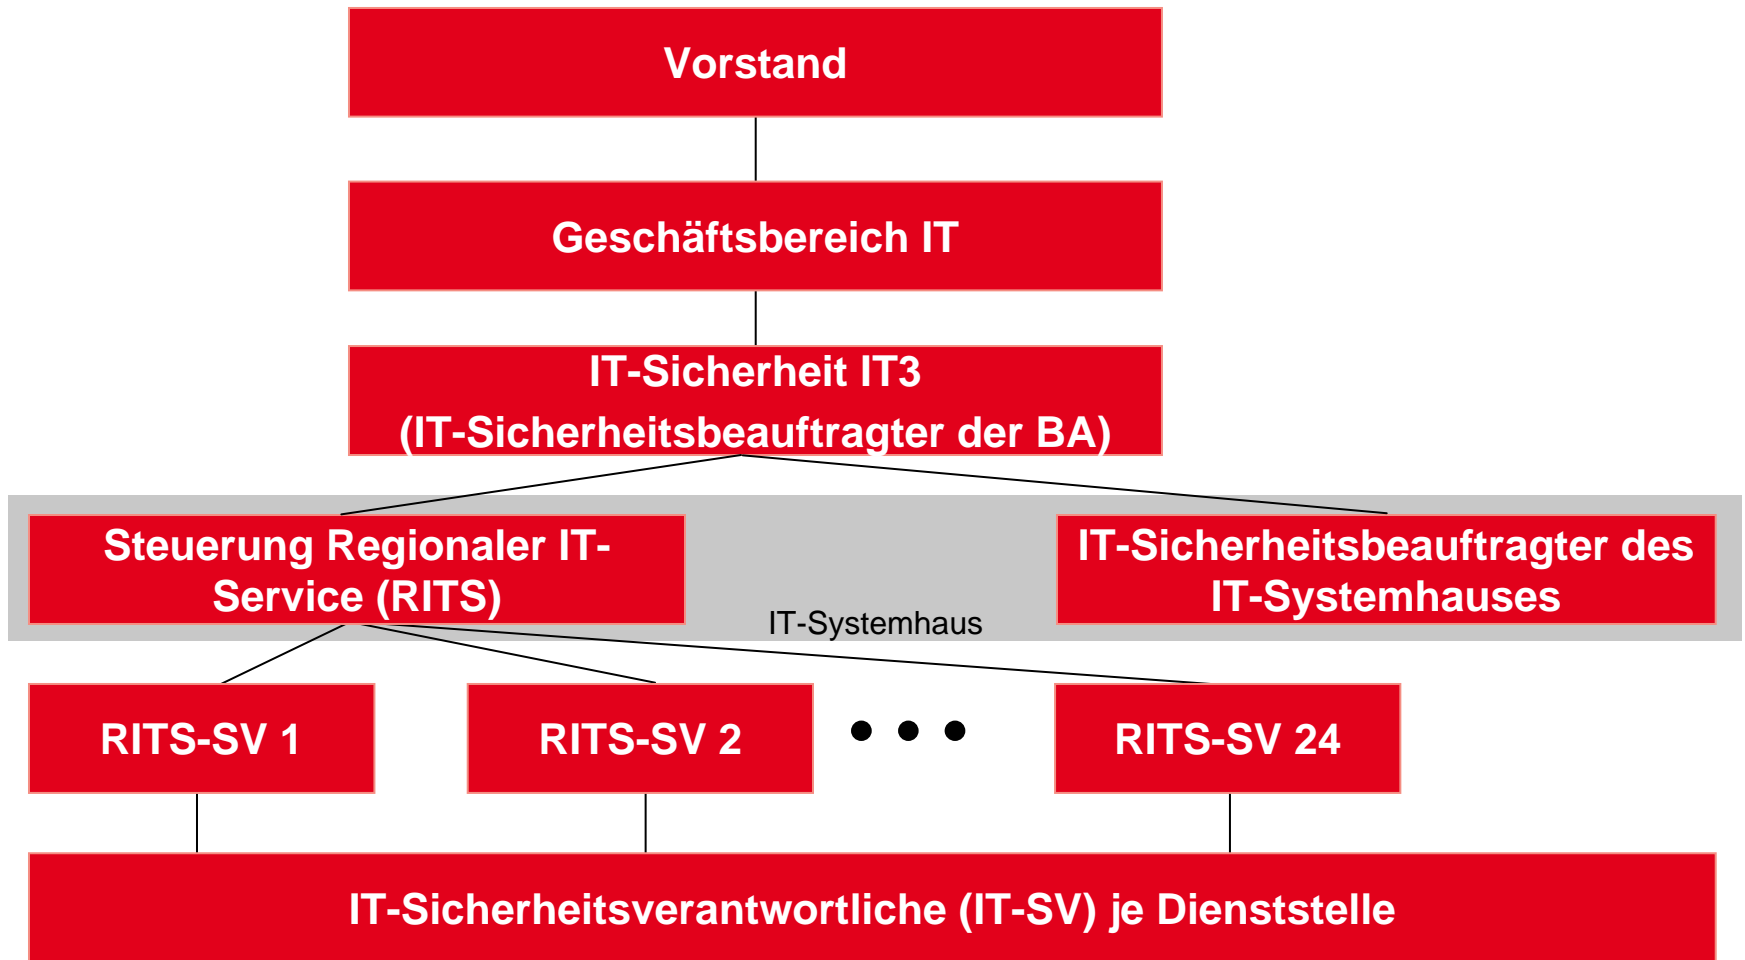 Vorstand
Geschäftsbereich IT
IT-Sicherheit IT3
(IT-Sicherheitsbeauftragter der BA)
Steuerung Regionaler IT-
Service (RITS)
IT-Sicherheitsbeauftragter des
IT-Systemhauses
IT-Systemhaus
RITS-SV 1
RITS-SV 2
RITS-SV 24
IT-Sicherheitsverantwortliche (IT-SV) je Dienststelle